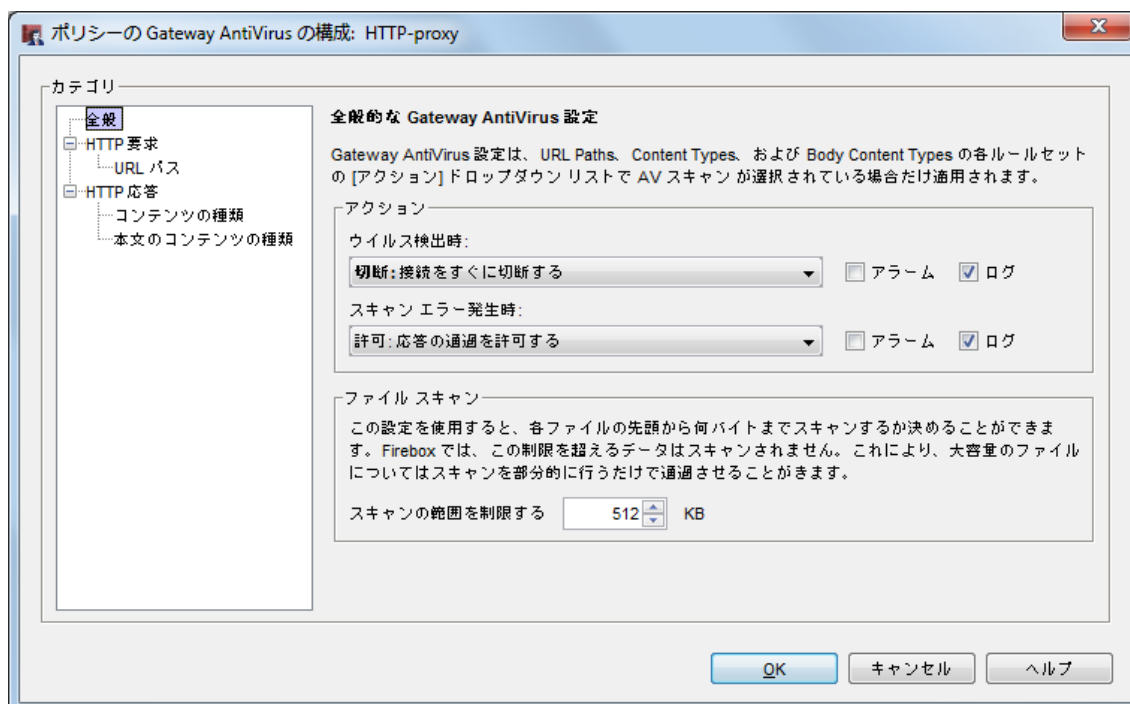 ポリシーの Gateway AntiVirus の構成: HTTP-proxy
カテゴリ
全般
HTTP 要求
URL パス
HTTP 応答
コンテンツの種類
本文のコンテンツの種類
全般的な Gateway AntiVirus 設定
Gateway AntiVirus 設定は、URL Paths、Content Types、および Body Content Types の各ルールセット
の [アクション] ドロップダウン リストで AV スキャン が選択されている場合だけ適用されます。
アクション
ウイルス検出時:
切断: 接続をすぐに切断する
アラーム
ログ
スキャン エラー発生時:
許可: 応答の通過を許可する
アラーム
ログ
ファイル スキャン
この設定を使用すると、各ファイルの先頭から何バイトまでスキャンするか決めることができま
す。Firebox では、この制限を超えるデータはスキャンされません。これにより、大容量のファイル
についてはスキャンを部分的に行うだけで通過させることがきます。
スキャンの範囲を制限する 512 KB
OK
キャンセル
ヘルプ